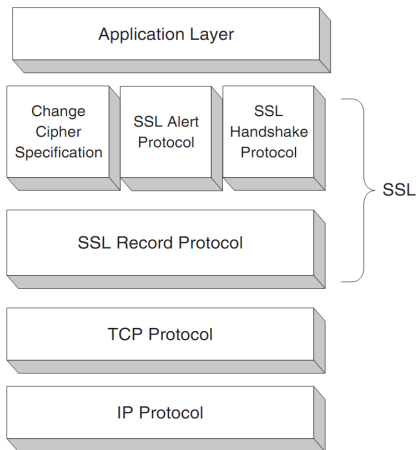 Application Layer
Change
Cipher
Specification
SSL Alert
Protocol
SSL
Handshake
Protocol
SSL
SSL Record Protocol
TCP Protocol
IP Protocol